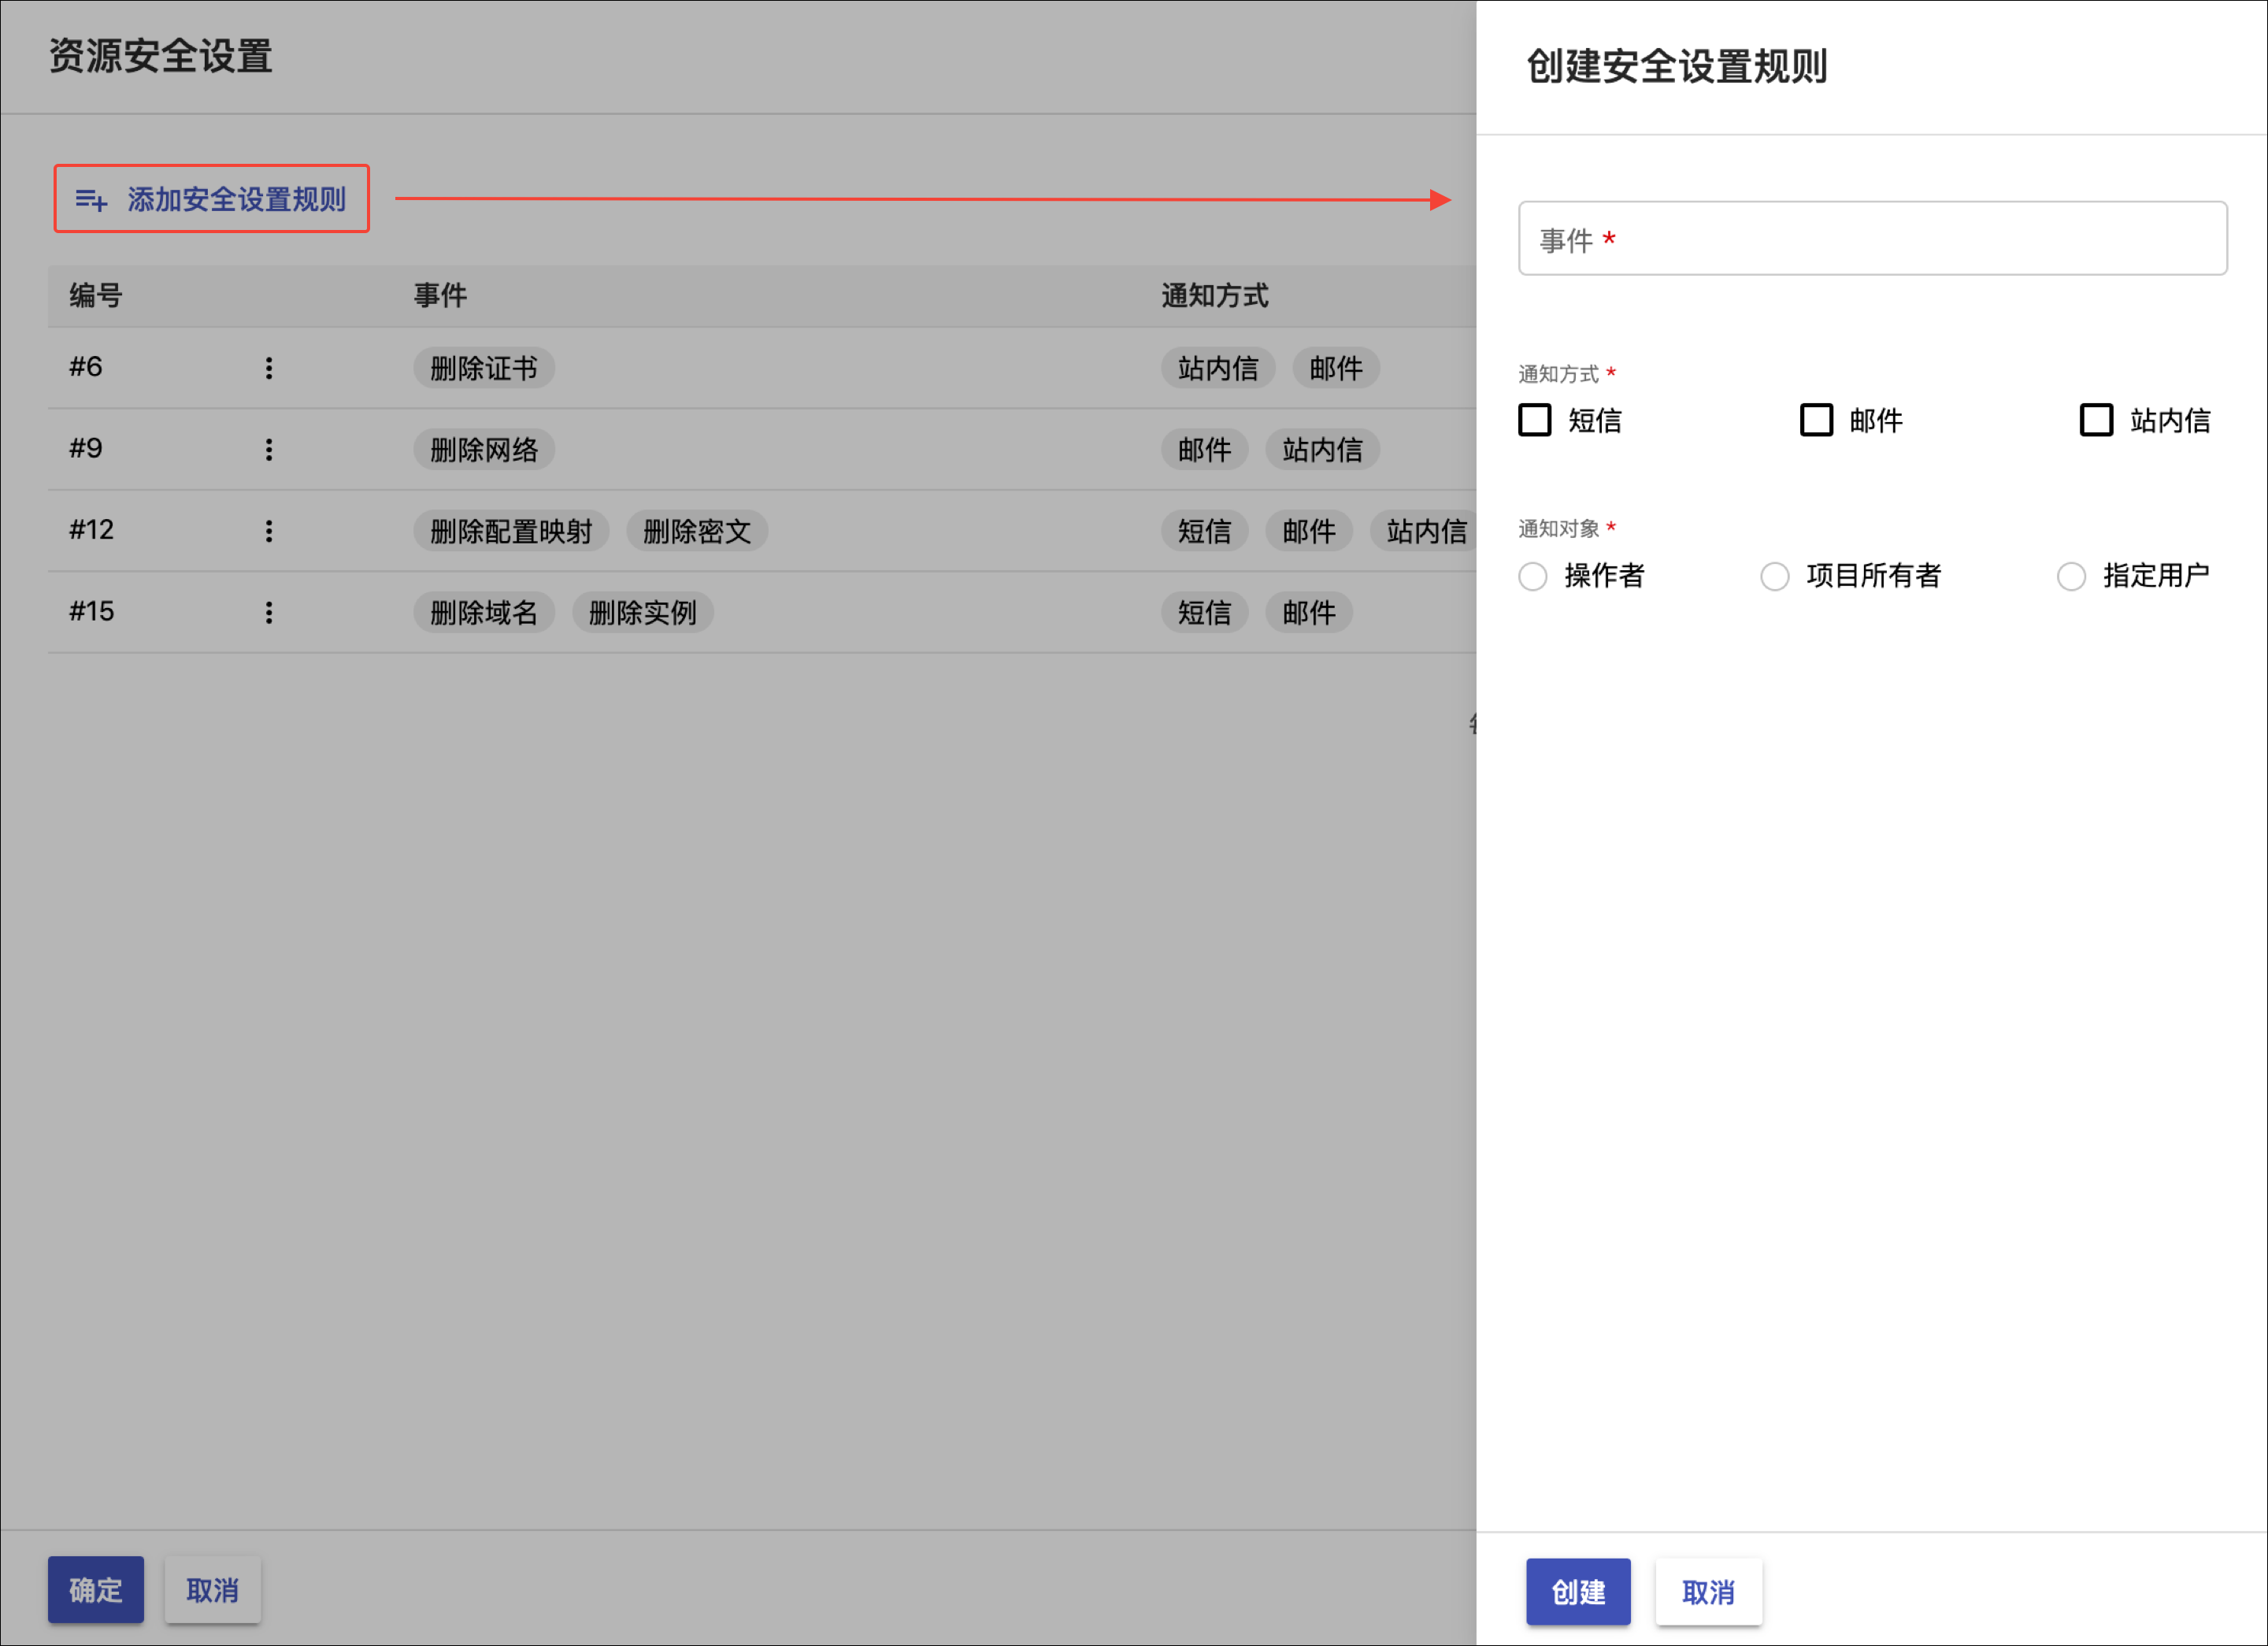 资源安全设置
添加安全设置规则
编号 事件 通知方式
#6 删除证书 站内信 邮件
#9 删除网络 邮件 站内信
#12 删除配置映射 删除密文 短信 邮件 站内信
#15 删除域名 删除实例 短信 邮件
确定 取消
创建安全设置规则
事件 *
通知方式 *
短信 邮件 站内信
通知对象 *
操作者 项目所有者 指定用户
创建 取消